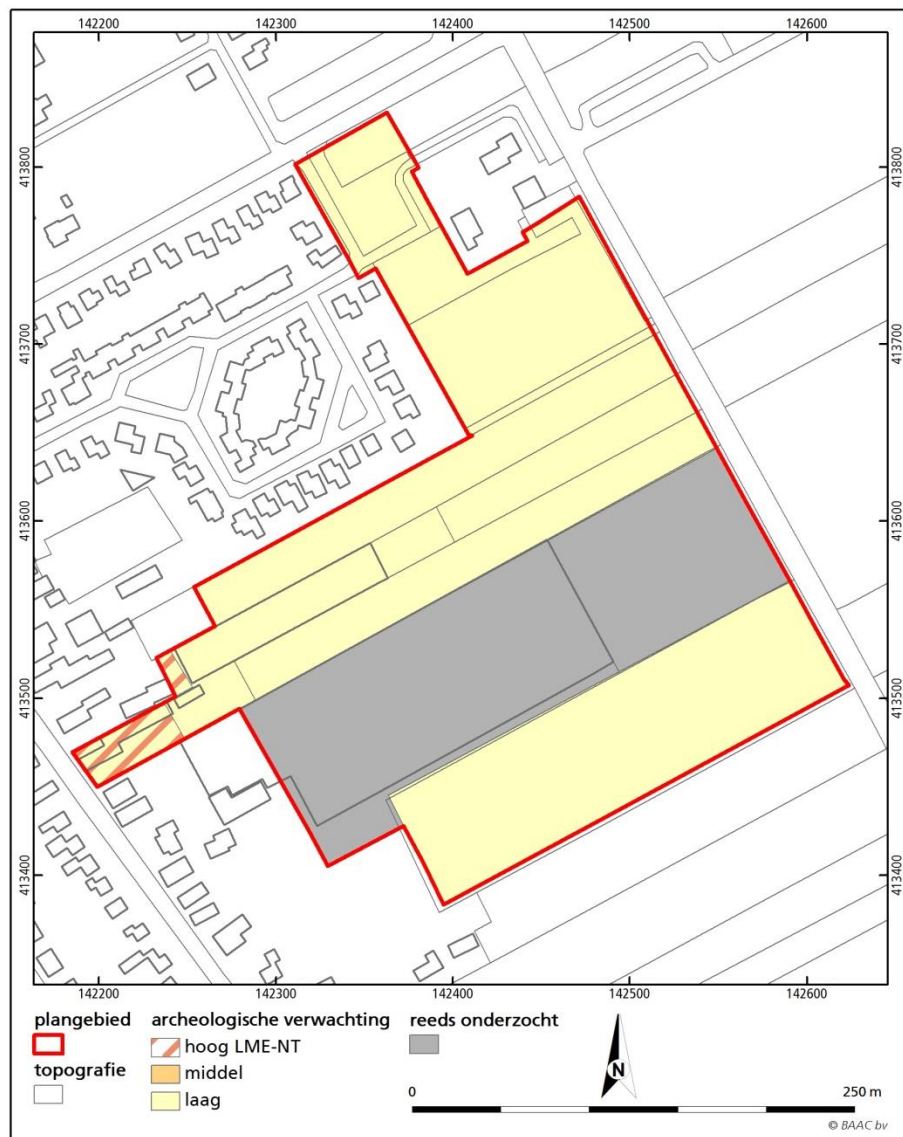 142200 142300 142400 142500 142600
413800 413800
413700 413700
413600 413600
413500 413500
413400 413400
142200 142300 142400 142500 142600
plangebied archeologische verwachting reeds onderzocht
hoog LME-NT
topografie middel
laag
N
0 250 m
© BAAC bv